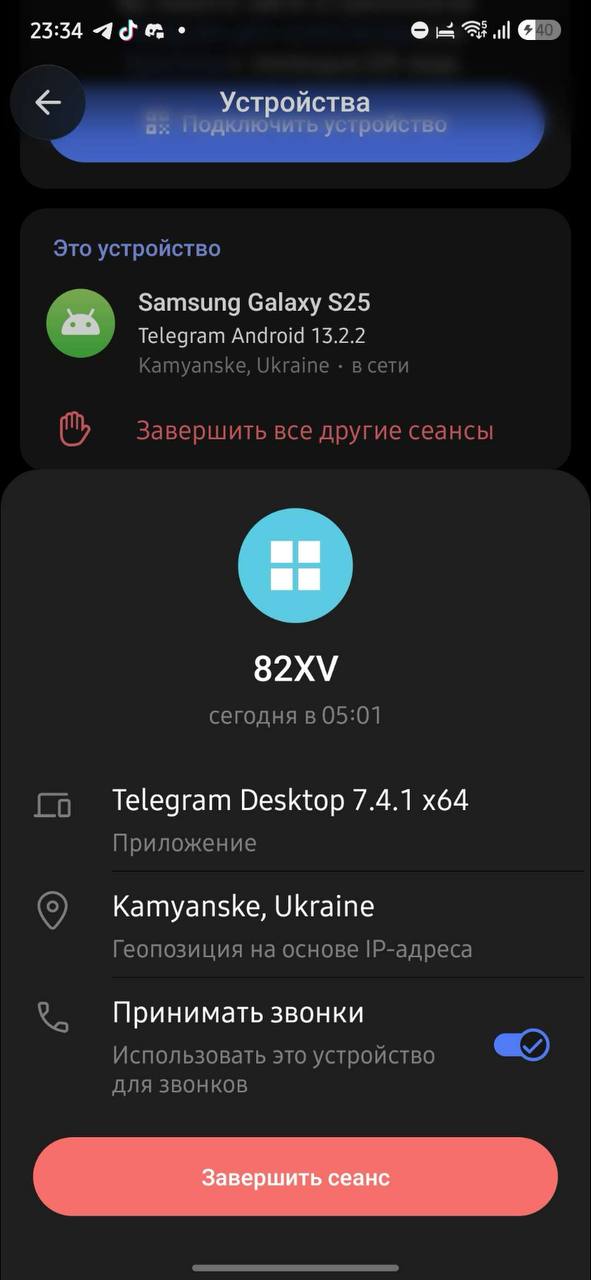 23:34
40
Устройства
Подключить устройство
Это устройство
Samsung Galaxy S25
Telegram Android 13.2.2
Kamyanske, Ukraine • в сети
Завершить все другие сеансы
82XV
сегодня в 05:01
Telegram Desktop 7.4.1 x64
Приложение
Kamyanske, Ukraine
Геопозиция на основе IP-адреса
Принимать звонки
Использовать это устройство
для звонков
Завершить сеанс